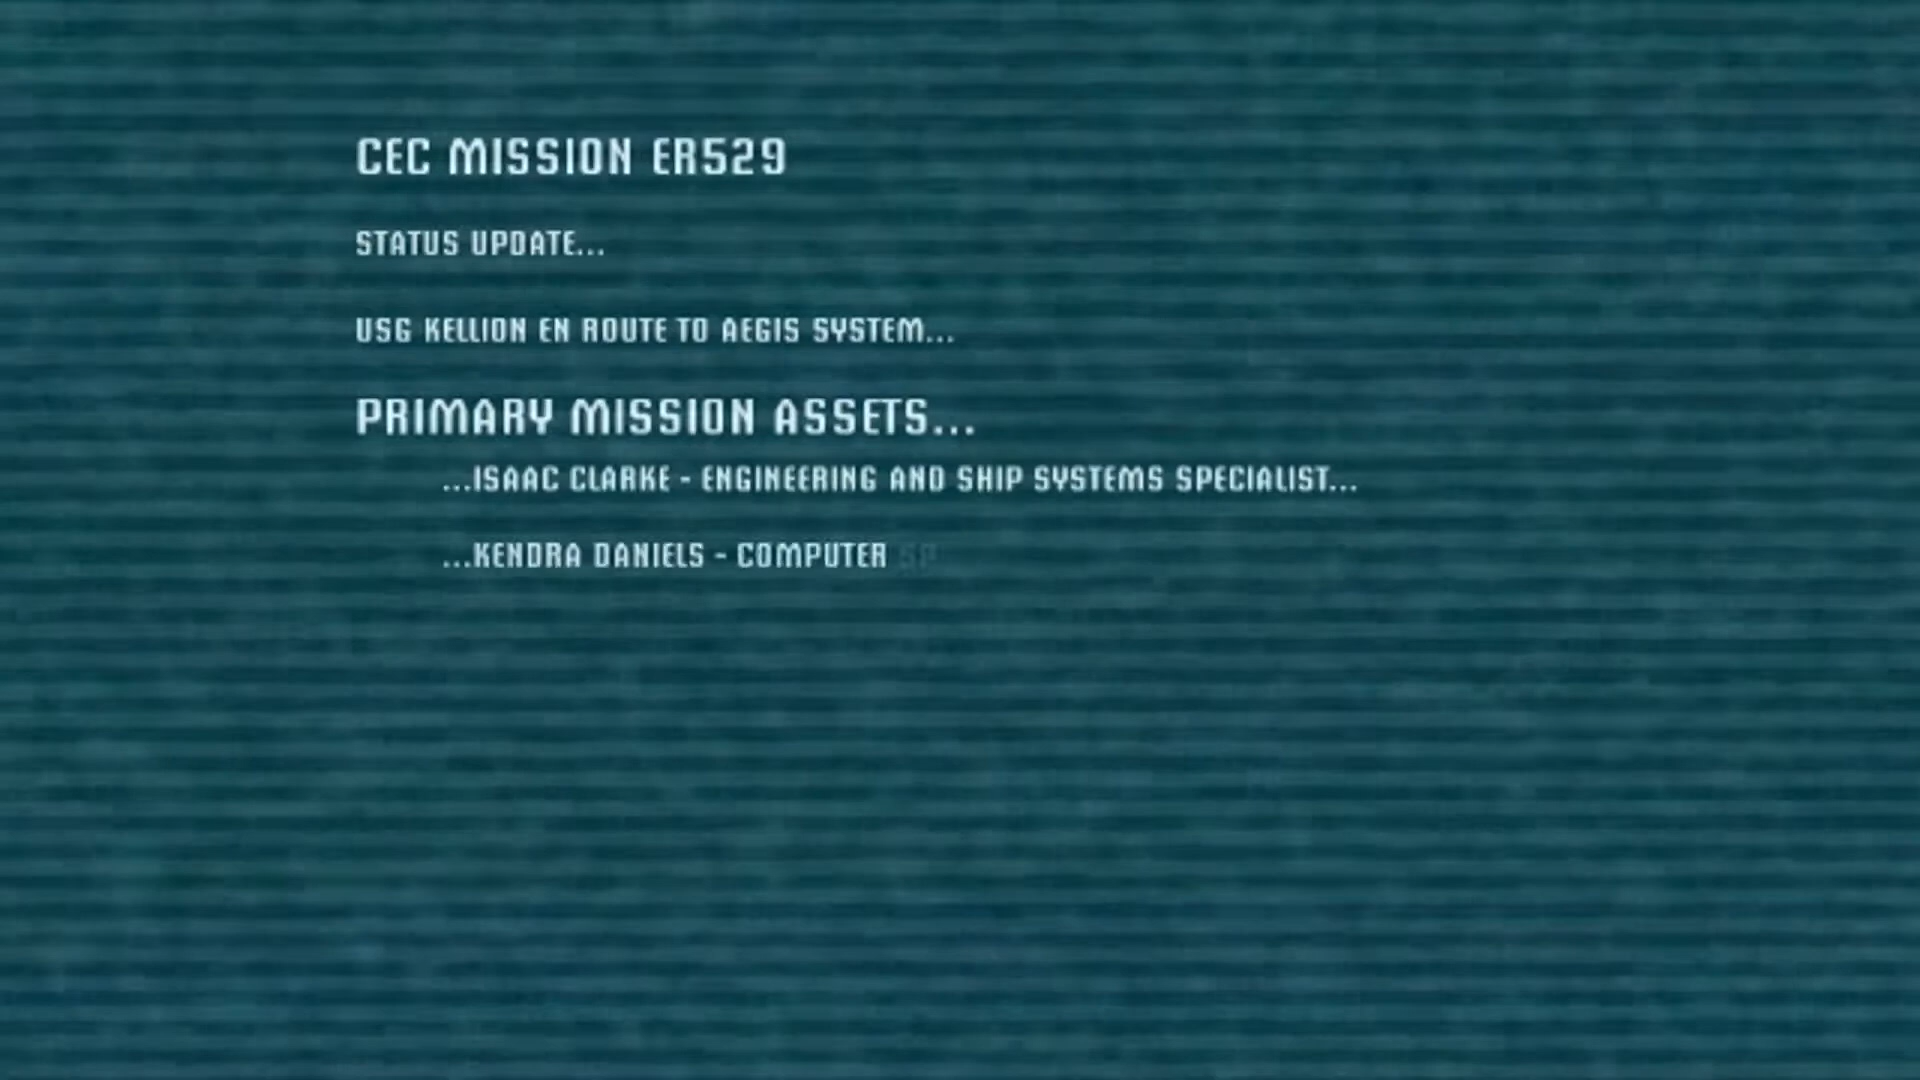 CEC MISSION ER529
STATUS UPDATE...
USG KELLION EN ROUTE TO AEGIS SYSTEM...
PRIMARY MISSION ASSETS...
...ISAAC CLARKE - ENGINEERING AND SHIP SYSTEMS SPECIALIST...
...KENDRA DANIELS - COMPUTER SP